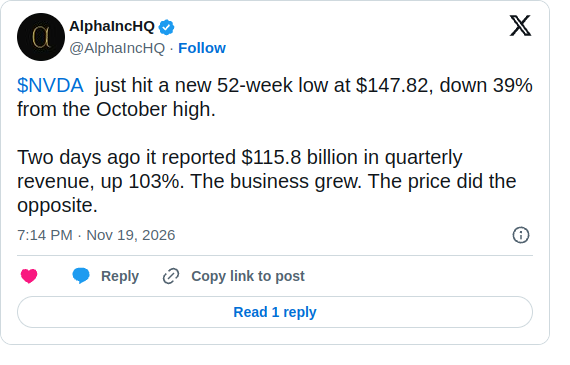 AlphaIncHQ
@AlphaIncHQ · Follow
$NVDA just hit a new 52-week low at $147.82, down 39%
from the October high.
Two days ago it reported $115.8 billion in quarterly
revenue, up 103%. The business grew. The price did the
opposite.
7:14 PM · Nov 19, 2026
Reply Copy link to post
Read 1 reply